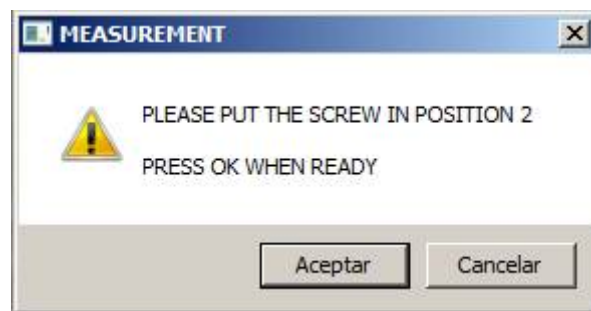 MEASUREMENT
PLEASE PUT THE SCREW IN POSITION 2
PRESS OK WHEN READY
Aceptar Cancelar